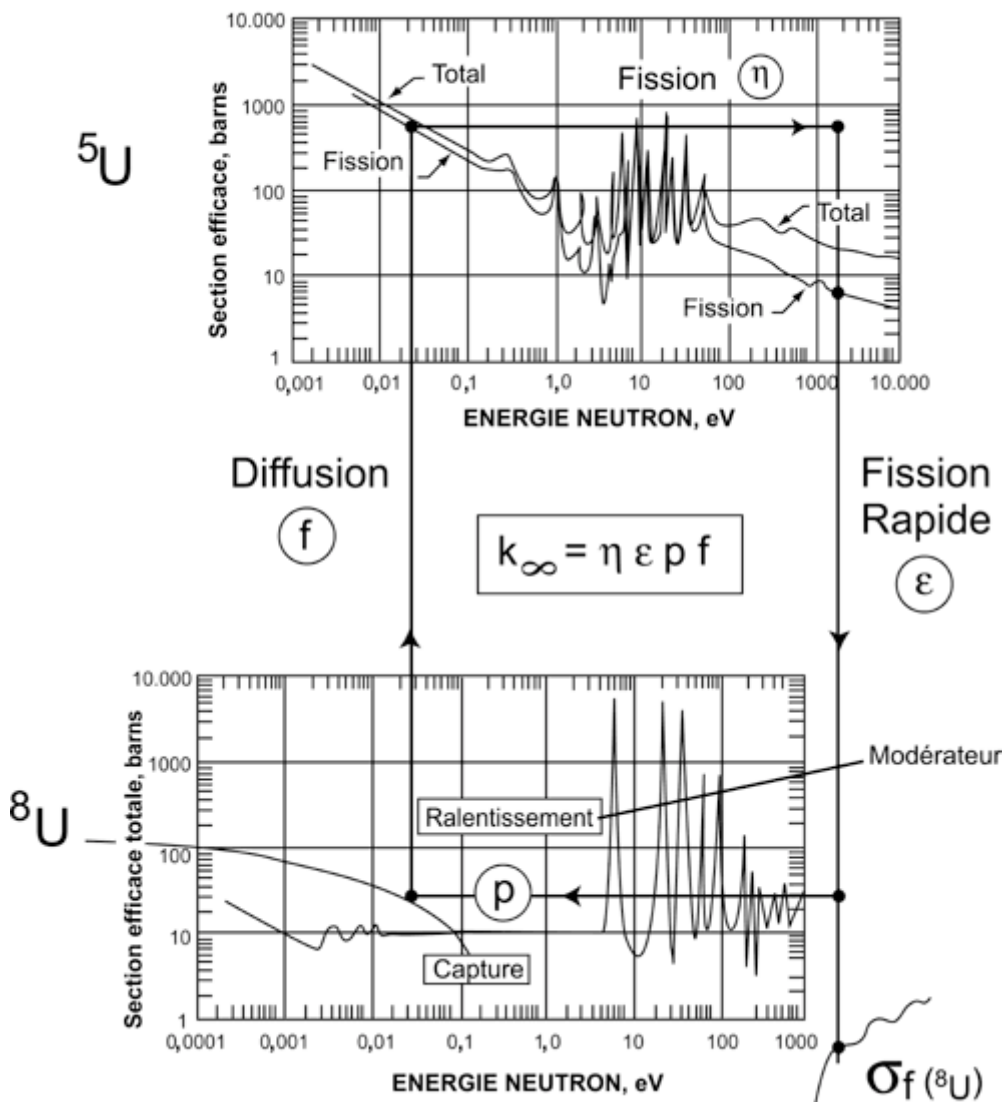 ⁵U
Section efficace, barns
10.000
1000
100
10
1
Total
Fission
Fission η
Total
Fission
0,001 0,01 0,1 1,0 10 100 1000 10.000
ENERGIE NEUTRON, eV
Diffusion
f
k∞ = η ε p f
Fission
Rapide
ε
⁸U
Section efficace totale, barns
10.000
1000
100
10
1
Modérateur
Ralentissement
p
Capture
0,0001 0,001 0,01 0,1 1,0 10 100 1000
ENERGIE NEUTRON, eV
σf (⁸U)